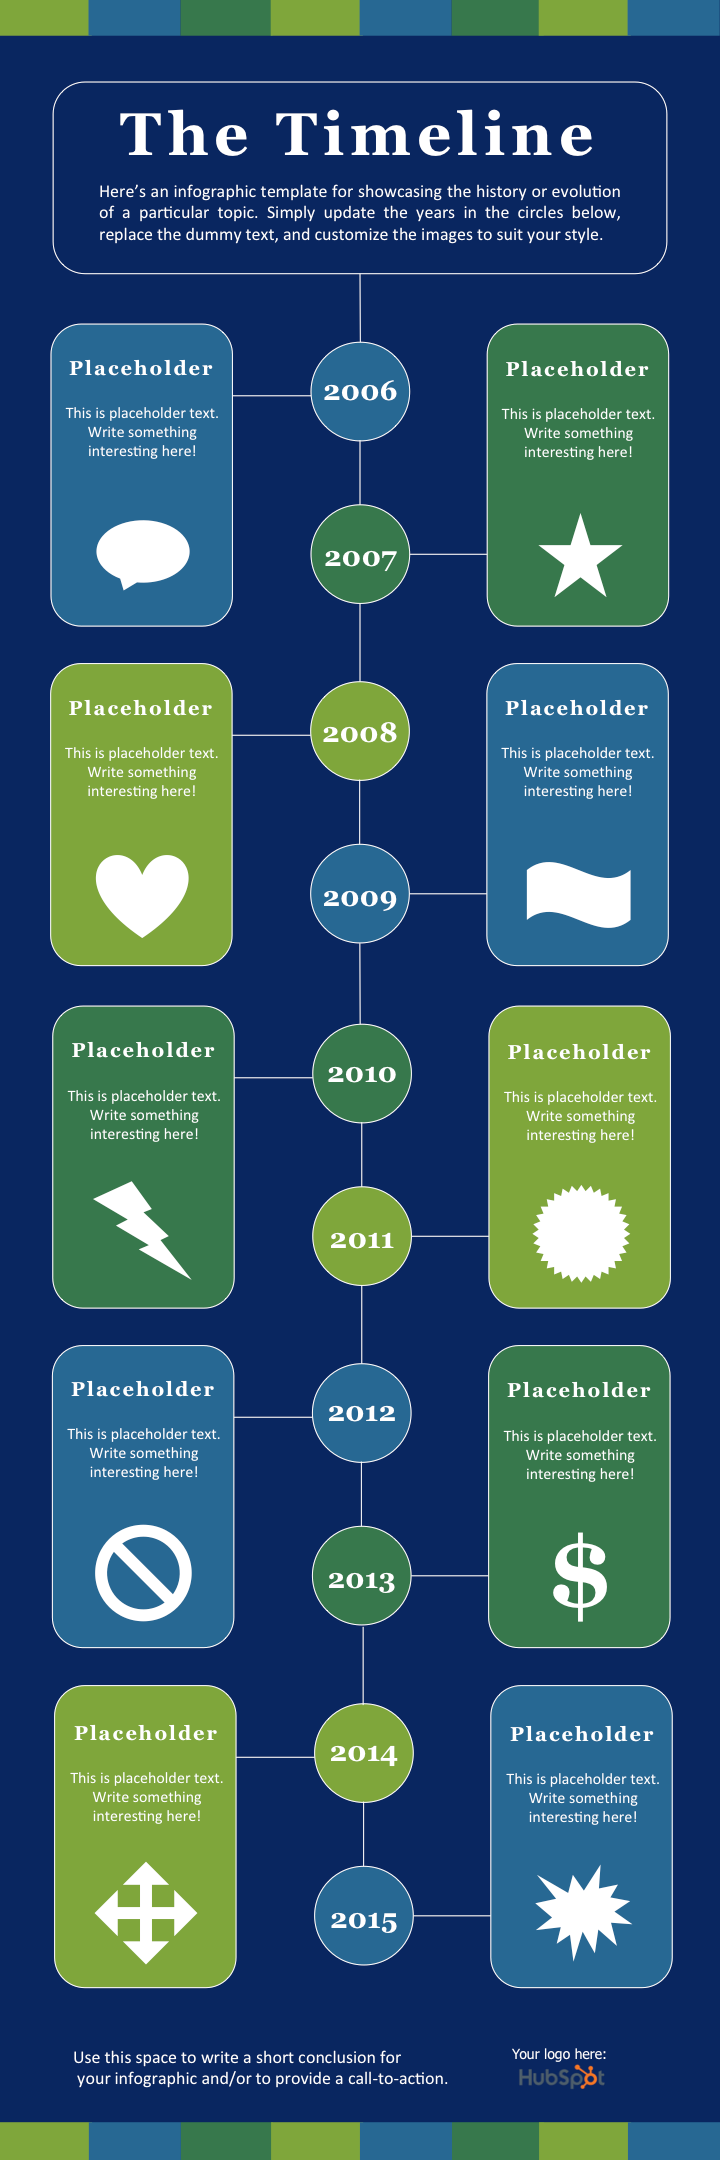 The Timeline
Here's an infographic template for showcasing the history or evolution
of a particular topic. Simply update the years in the circles below,
replace the dummy text, and customize the images to suit your style.
Placeholder
This is placeholder text.
Write something
interesting here!
2006
Placeholder
This is placeholder text.
Write something
interesting here!
2007
Placeholder
This is placeholder text.
Write something
interesting here!
2008
Placeholder
This is placeholder text.
Write something
interesting here!
2009
Placeholder
This is placeholder text.
Write something
interesting here!
2010
Placeholder
This is placeholder text.
Write something
interesting here!
2011
Placeholder
This is placeholder text.
Write something
interesting here!
2012
Placeholder
This is placeholder text.
Write something
interesting here!
$
2013
Placeholder
This is placeholder text.
Write something
interesting here!
2014
Placeholder
This is placeholder text.
Write something
interesting here!
2015
Use this space to write a short conclusion for
your infographic and/or to provide a call-to-action.
Your logo here:
HubSpot